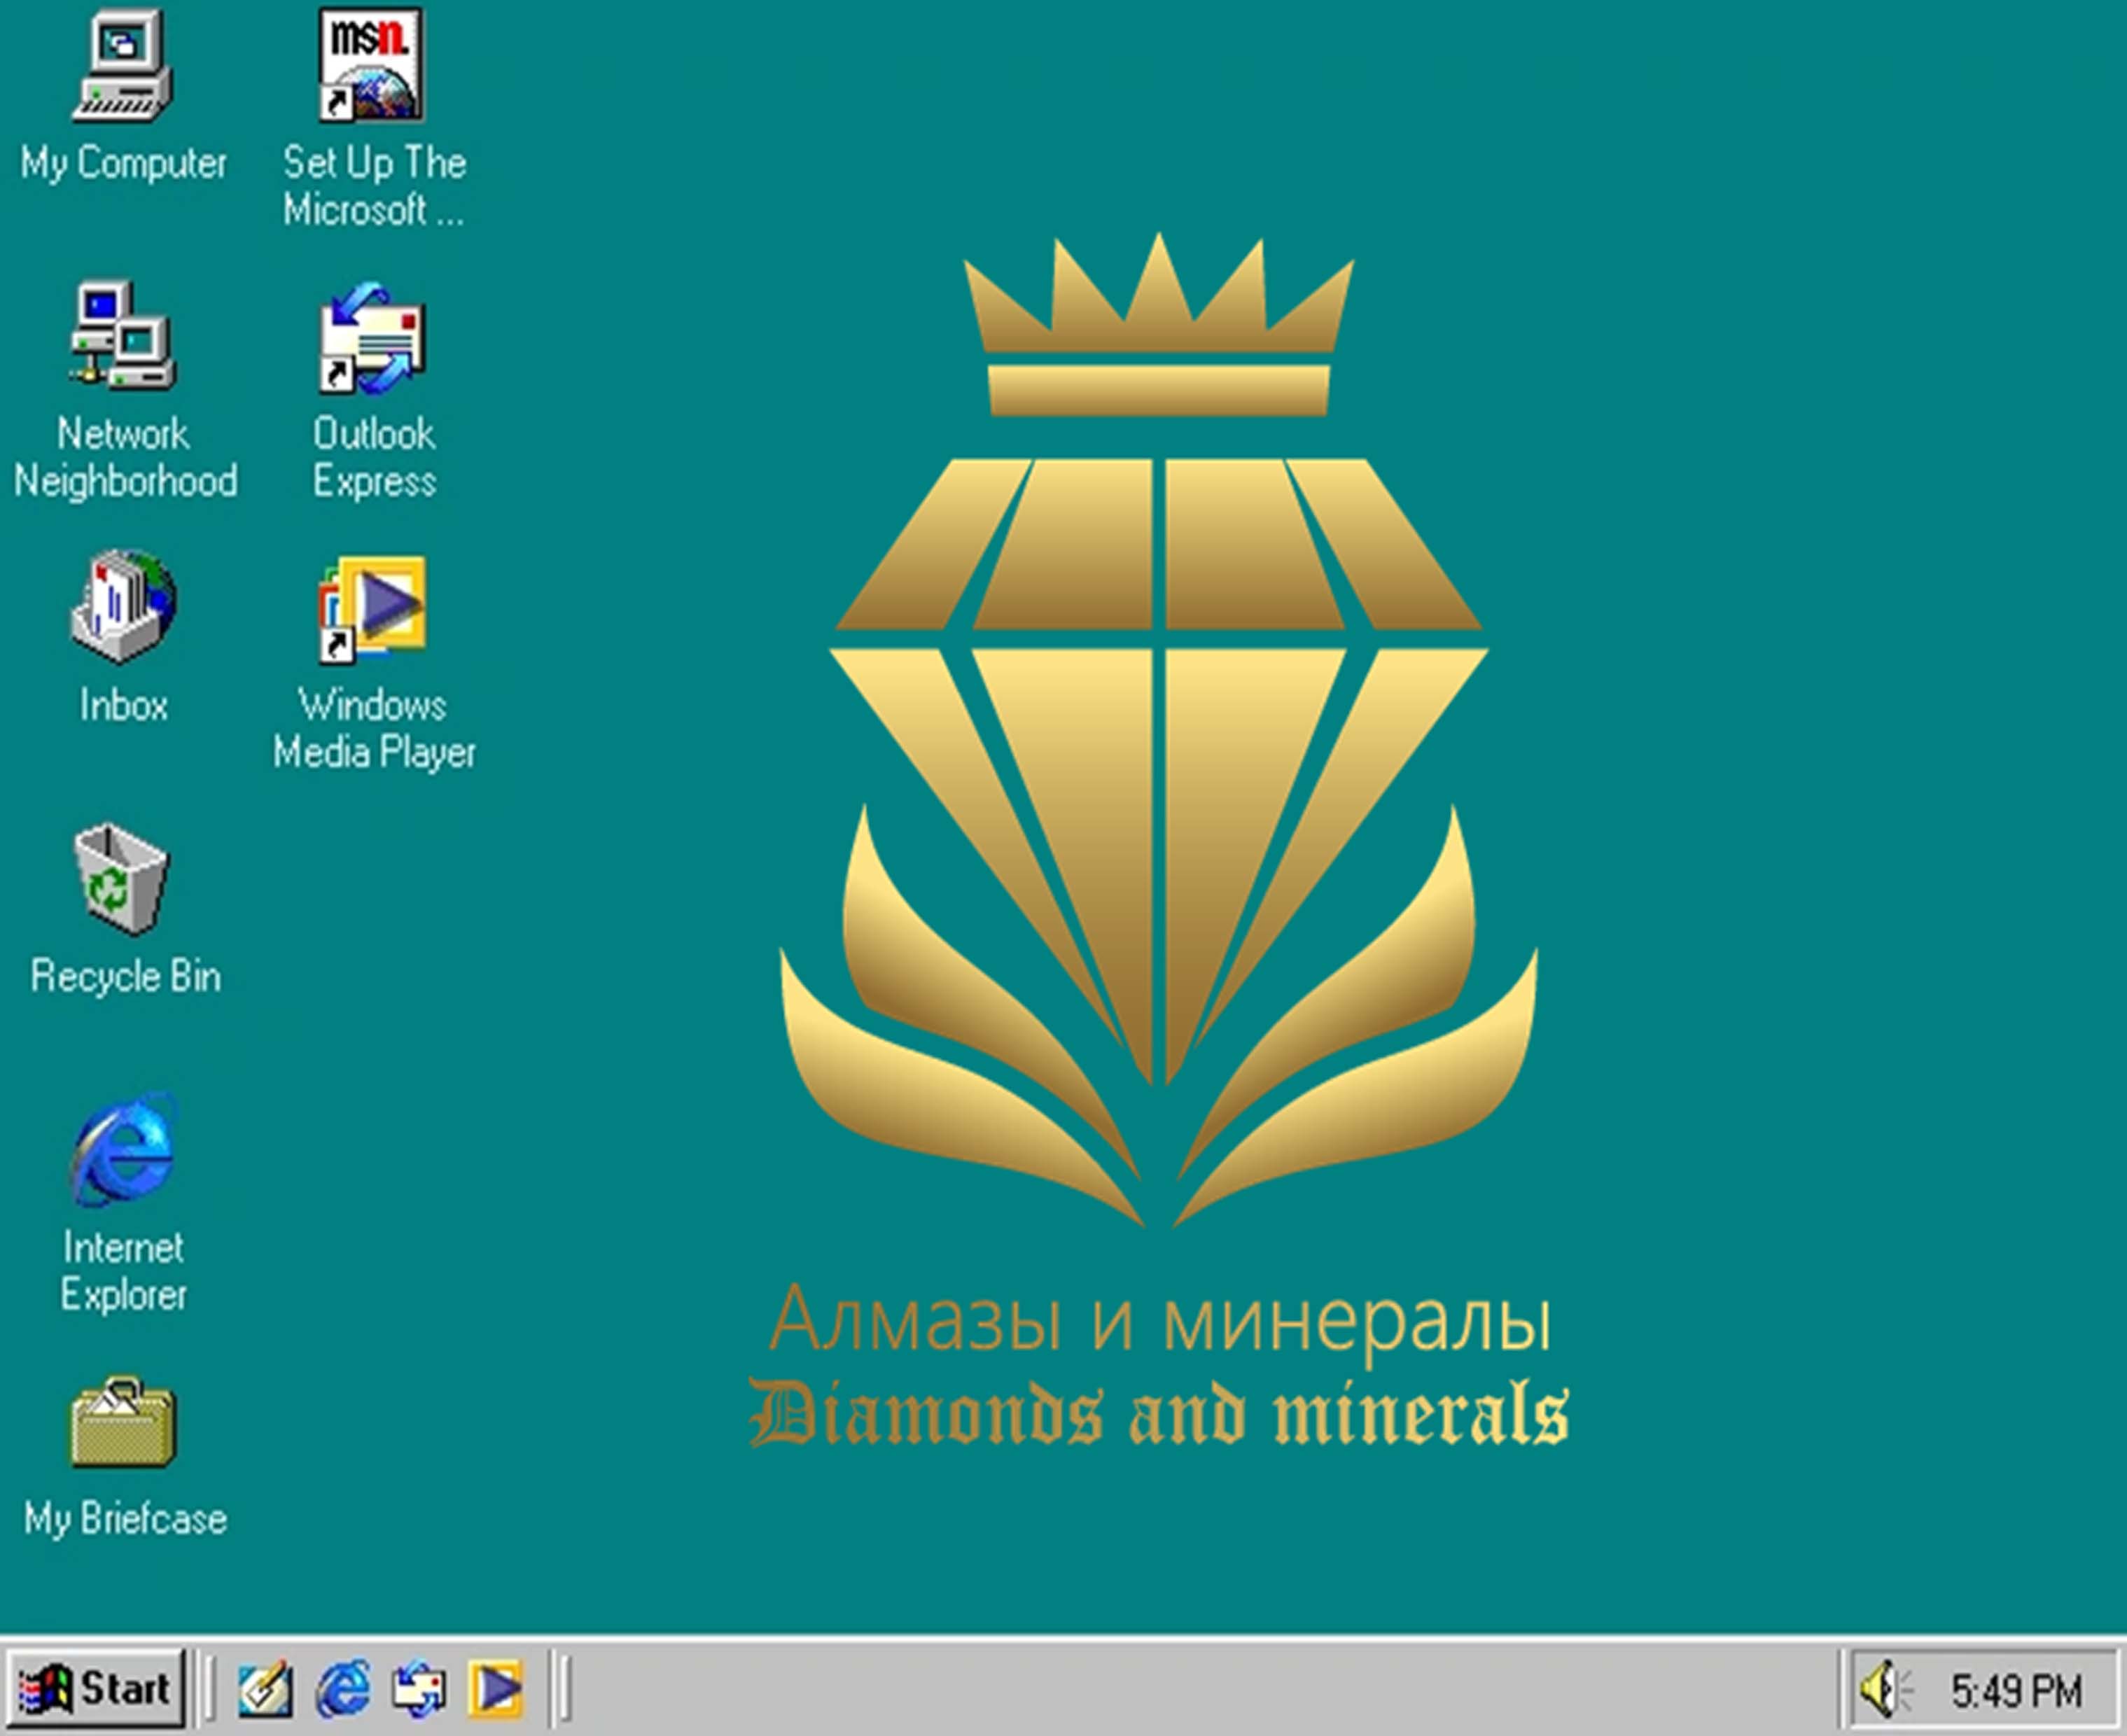 My Computer
msn.
Set Up The
Microsoft ...
Network
Neighborhood
Outlook
Express
Inbox
Windows
Media Player
Recycle Bin
Internet
Explorer
My Briefcase
Алмазы и минералы
Diamonds and minerals
Start
5:49 PM